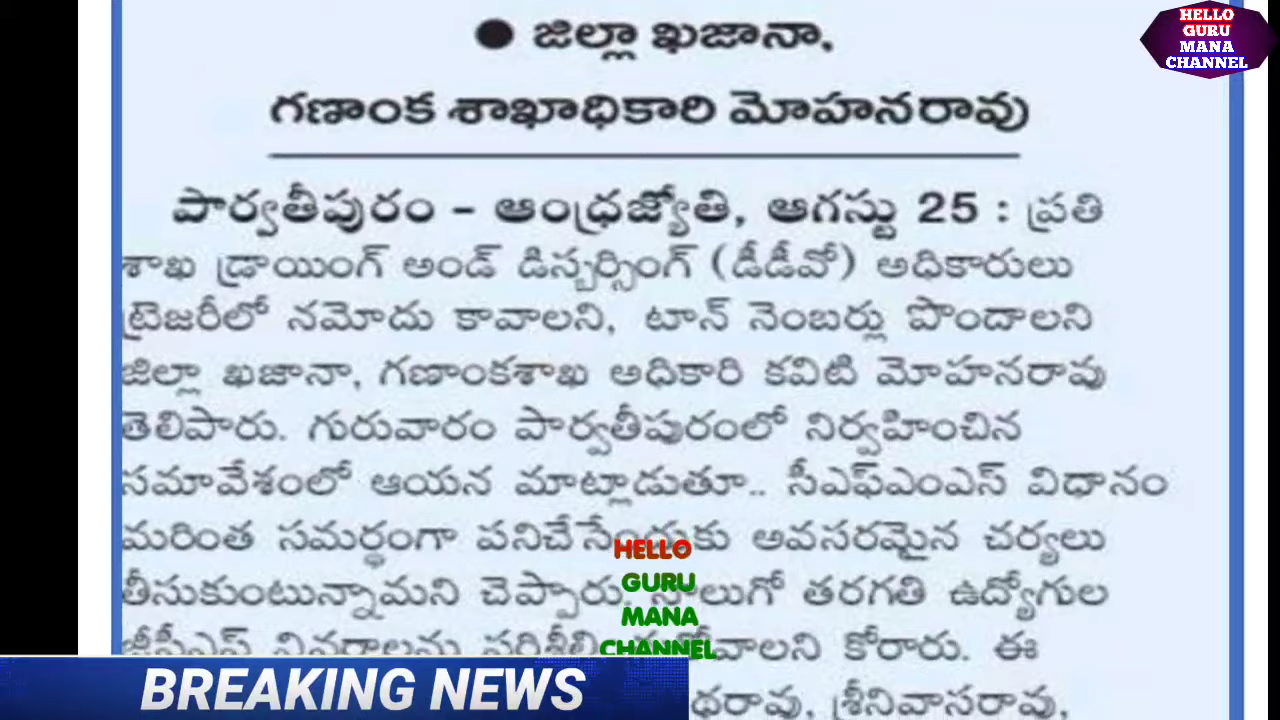 HELLO
GURU
MANA
CHANNEL
● జిల్లా ఖజానా,
గణాంక శాఖాధికారి మోహనరావు
పార్వతీపురం - ఆంధ్రజ్యోతి, ఆగస్టు 25 : ప్రతి
శాఖ డ్రాయింగ్ అండ్ డిస్బర్సింగ్ (డీడీవో) అధికారులు
ట్రెజరీలో నమోదు కావాలని, టాన్ నెంబర్లు పొందాలని
జిల్లా ఖజానా, గణాంకశాఖ అధికారి కవిటి మోహనరావు
తెలిపారు. గురువారం పార్వతీపురంలో నిర్వహించిన
సమావేశంలో ఆయన మాట్లాడుతూ.. సీఎఫ్ఎంఎస్ విధానం
మరింత సమర్థంగా అవసరమైన చర్యలు
తీసుకుంటున్నామని చెప్పారు. తరగతి ఉద్యోగుల
కోరారు. ఈ
HELLO
GURU
MANA
CHANNEL
BREAKING NEWS
శ్రీనివాసరావు,